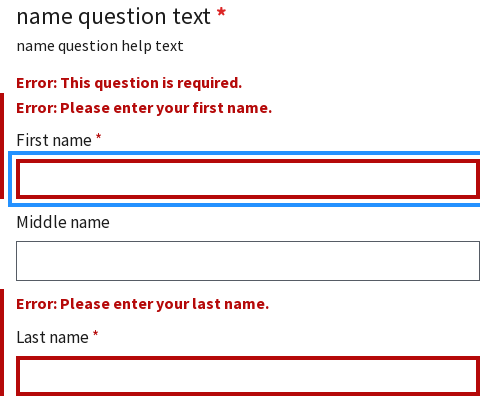 name question text *
name question help text
Error: This question is required.
Error: Please enter your first name.
First name *
Middle name
Error: Please enter your last name.
Last name *